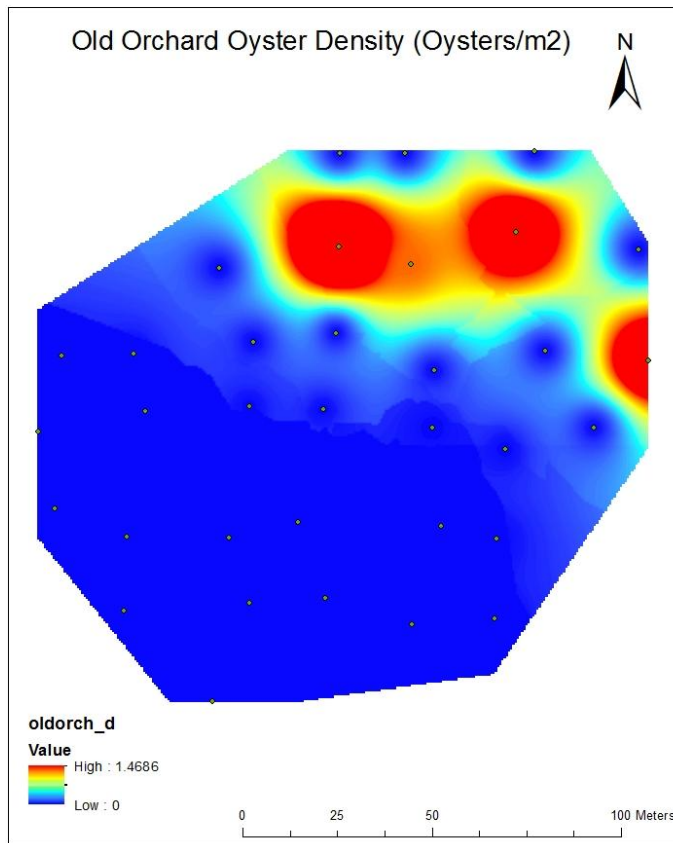 Old Orchard Oyster Density (Oysters/m2)
N
oldorch_d
Value
High : 1.4686
Low : 0
0 25 50 100 Meters